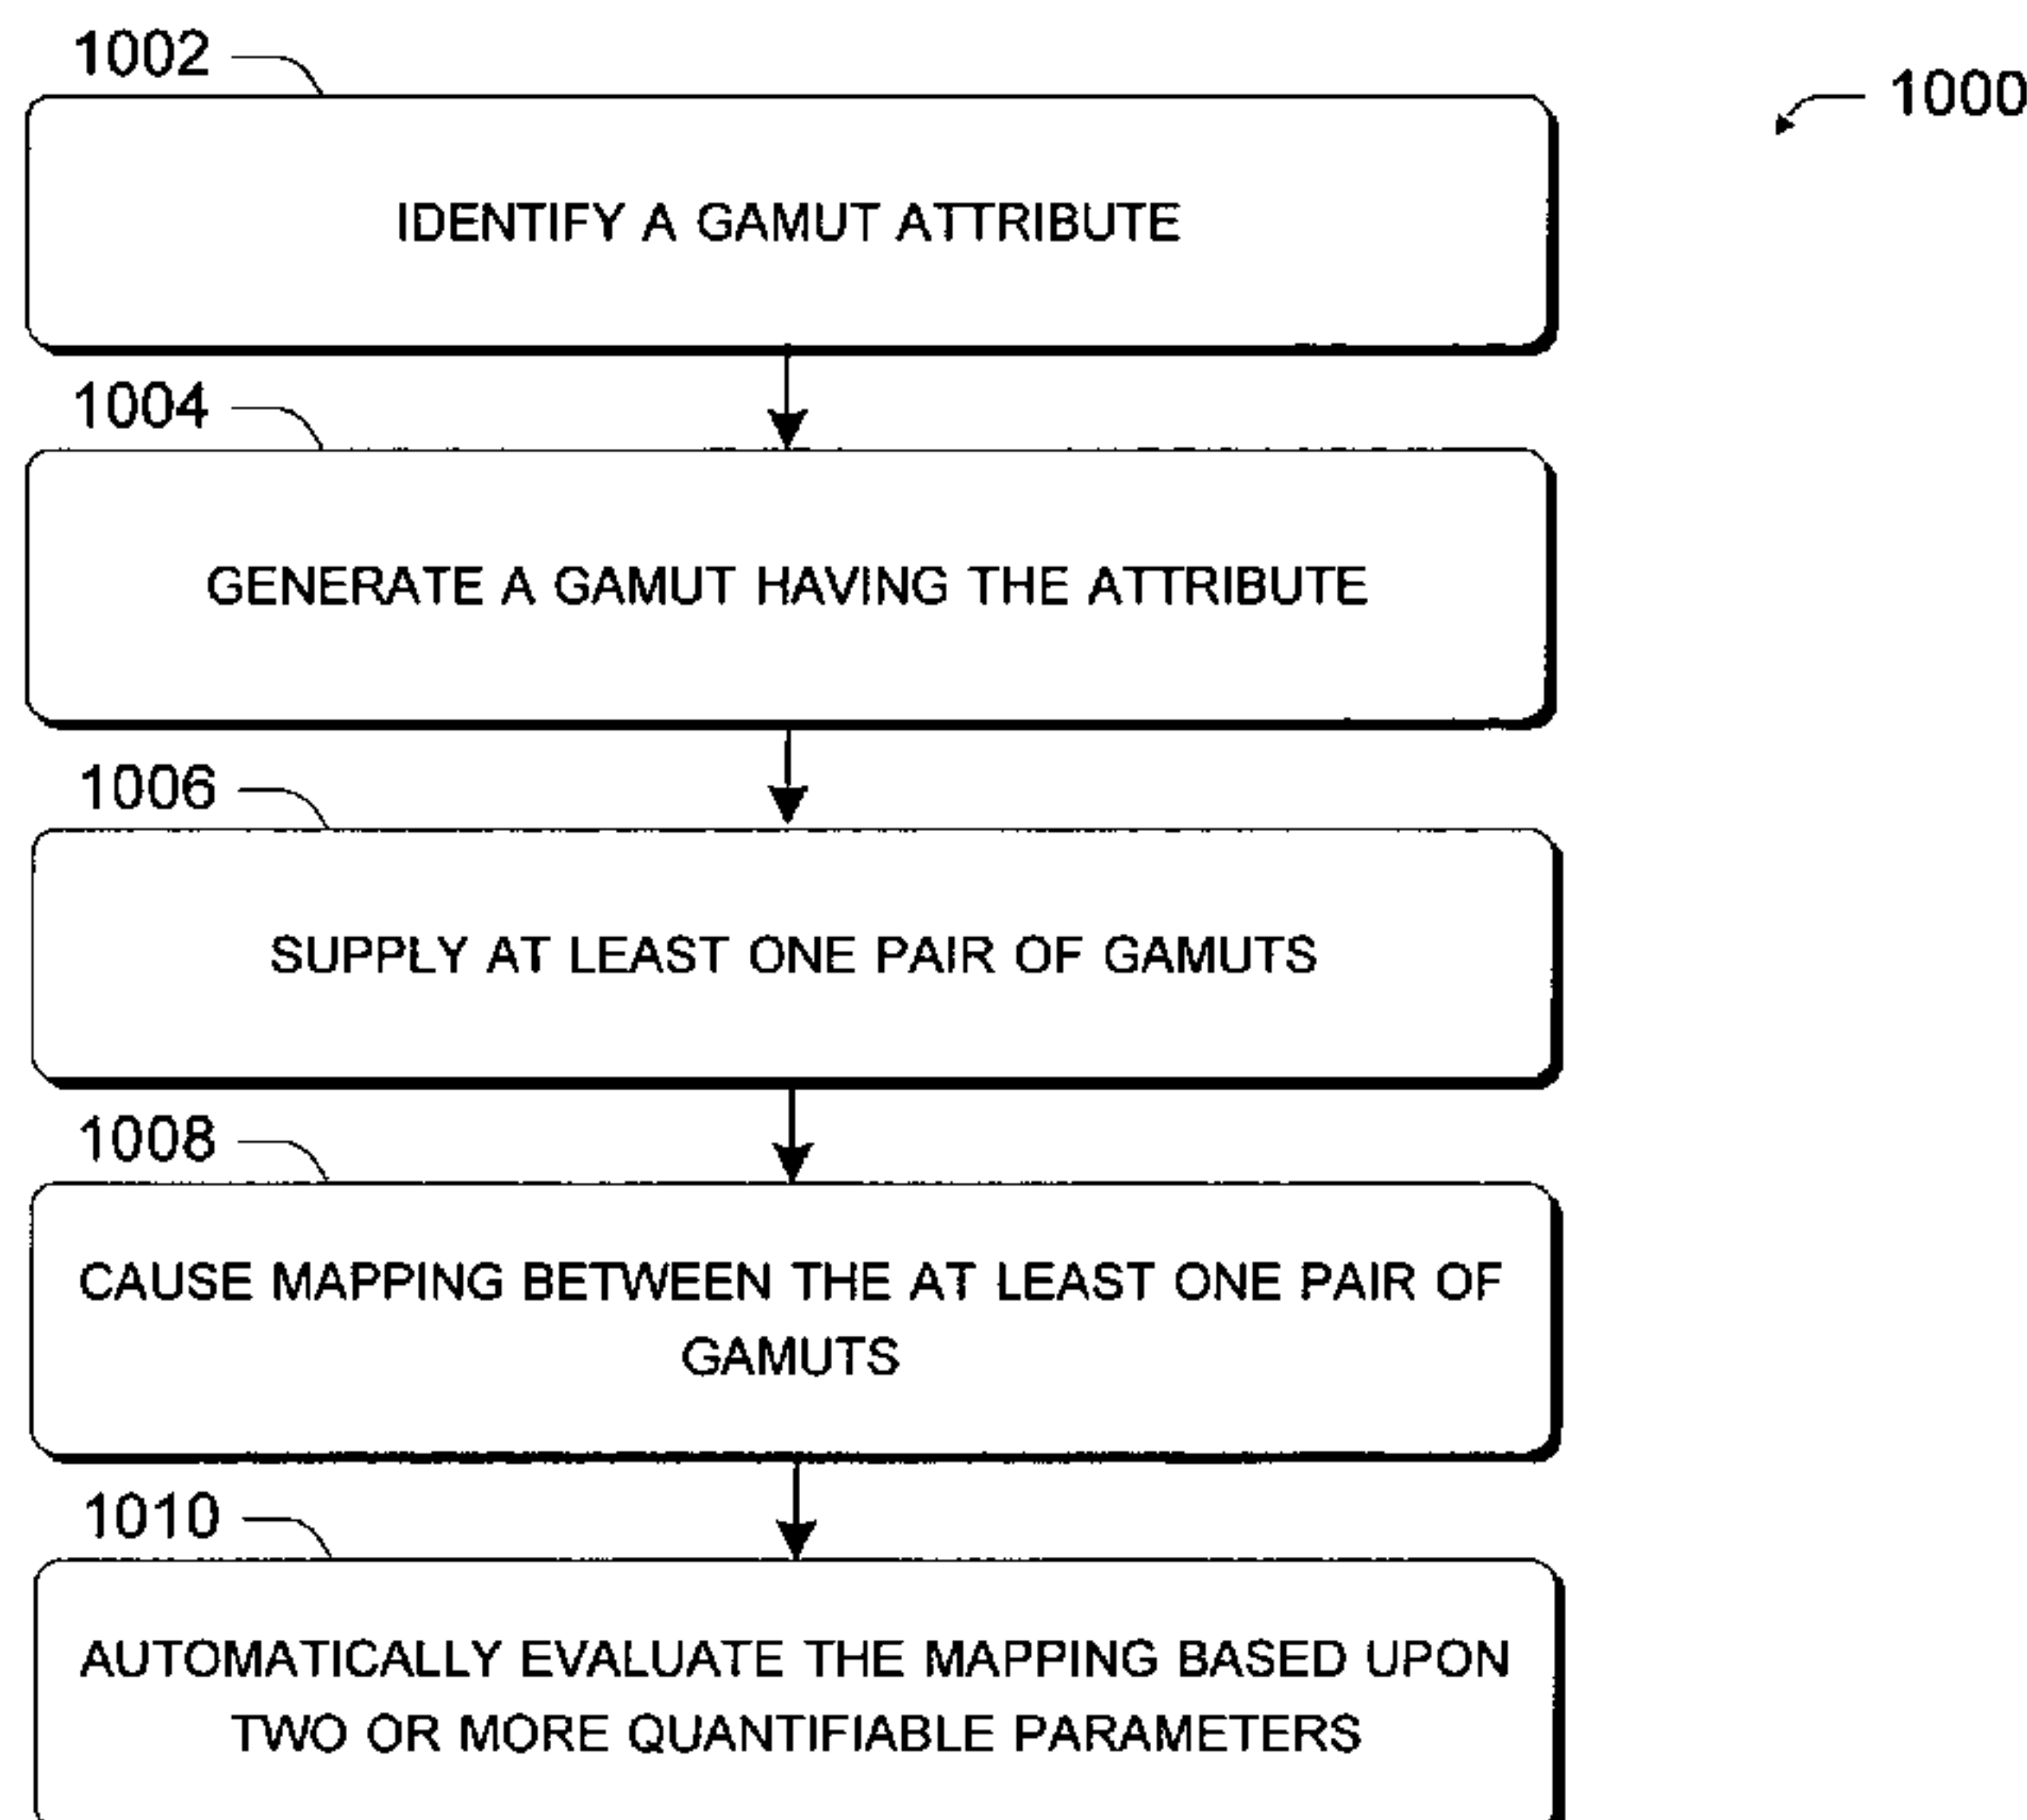 1002
1000
IDENTIFY A GAMUT ATTRIBUTE
1004
GENERATE A GAMUT HAVING THE ATTRIBUTE
1006
SUPPLY AT LEAST ONE PAIR OF GAMUTS
1008
CAUSE MAPPING BETWEEN THE AT LEAST ONE PAIR OF
GAMUTS
1010
AUTOMATICALLY EVALUATE THE MAPPING BASED UPON
TWO OR MORE QUANTIFIABLE PARAMETERS